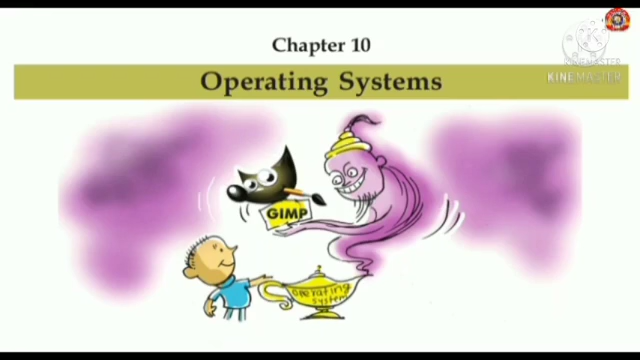 Chapter 10
KINEMASTER
Operating Systems
GIMP
operating
system